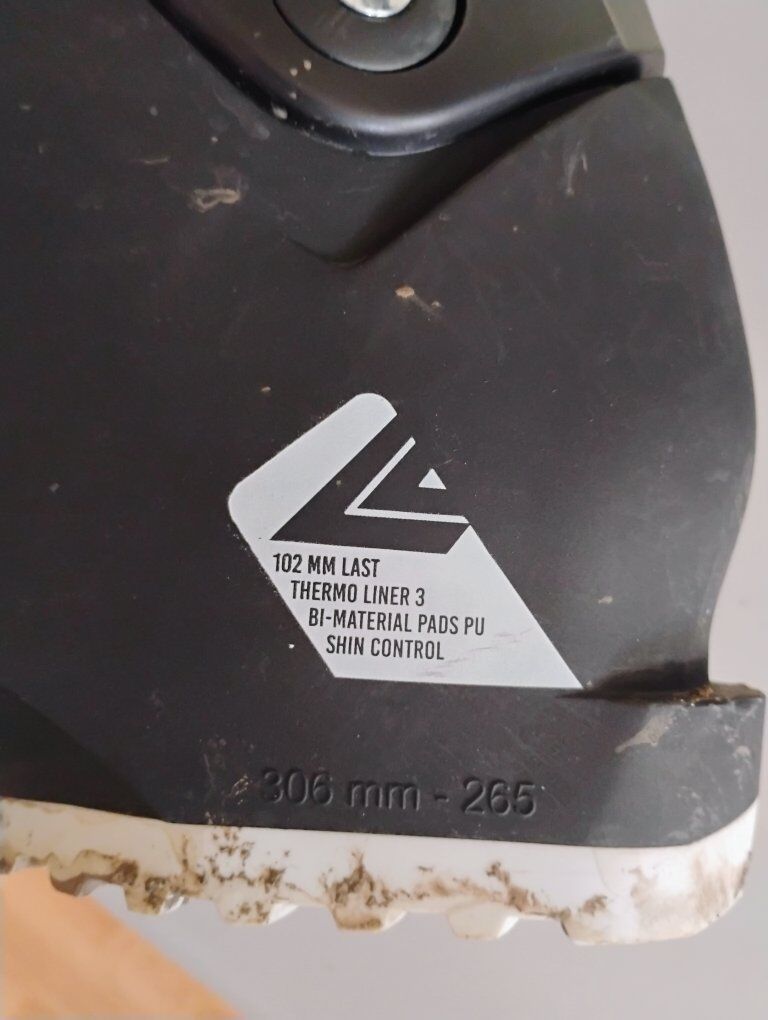 102 MM LAST
THERMO LINER 3
BI-MATERIAL PADS PU
SHIN CONTROL
306 mm - 265